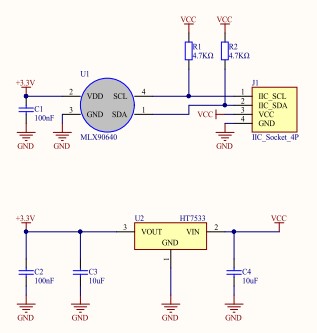 VCC VCC
R1 R2
4.7KΩ 4.7KΩ
U1
J1
+3.3V
2 VDD SCL 4
1 IIC_SCL
2 IIC_SDA
3 GND SDA 1
VCC 3 VCC
4 GND
C1
100nF
MLX90640
IIC_Socket_4P
GND GND GND
U2 HT7533
+3.3V VCC
3 VOUT VIN 2
GND
1
C2 C3 C4
100nF 10uF 10uF
GND GND GND GND